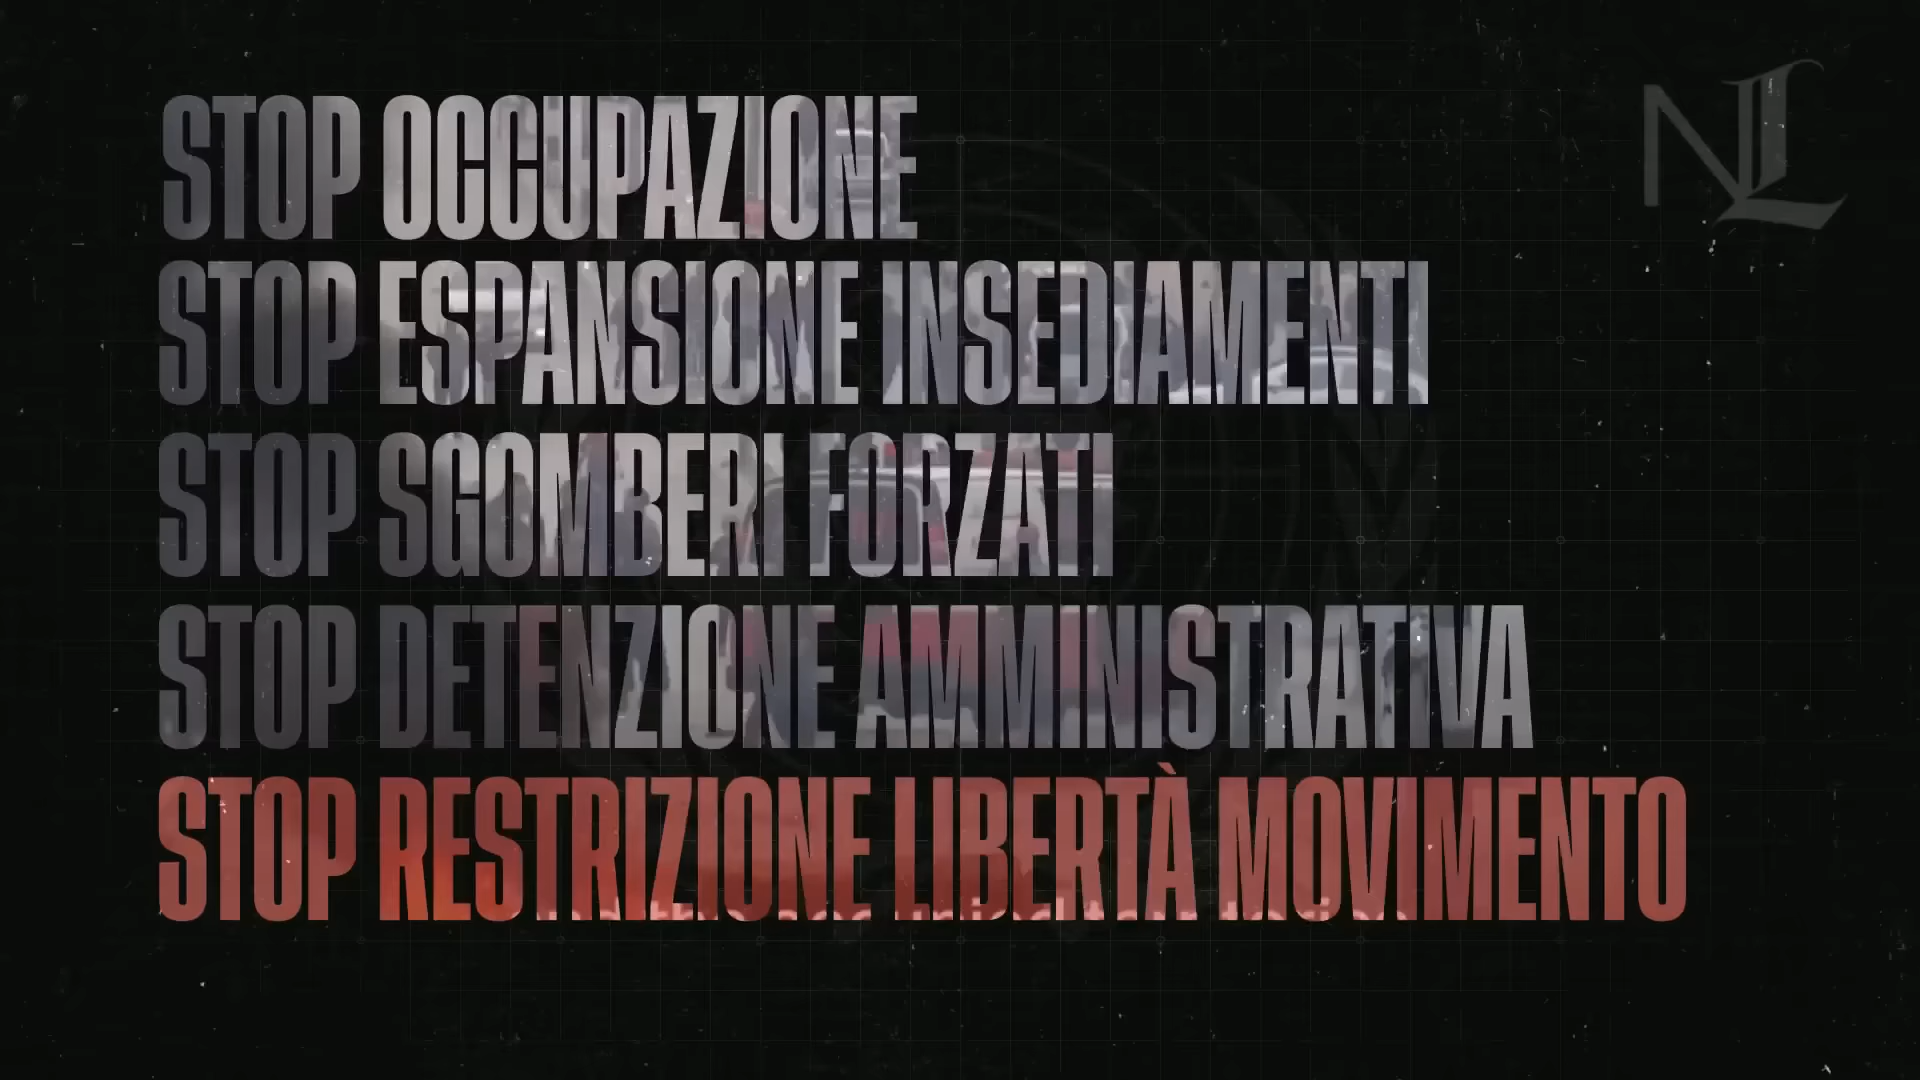 NL
STOP OCCUPAZIONE
STOP ESPANSIONE INSEDIAMENTI
STOP SGOMBERI FORZATI
STOP DETENZIONE AMMINISTRATIVA
STOP RESTRIZIONE LIBERTÀ MOVIMENTO